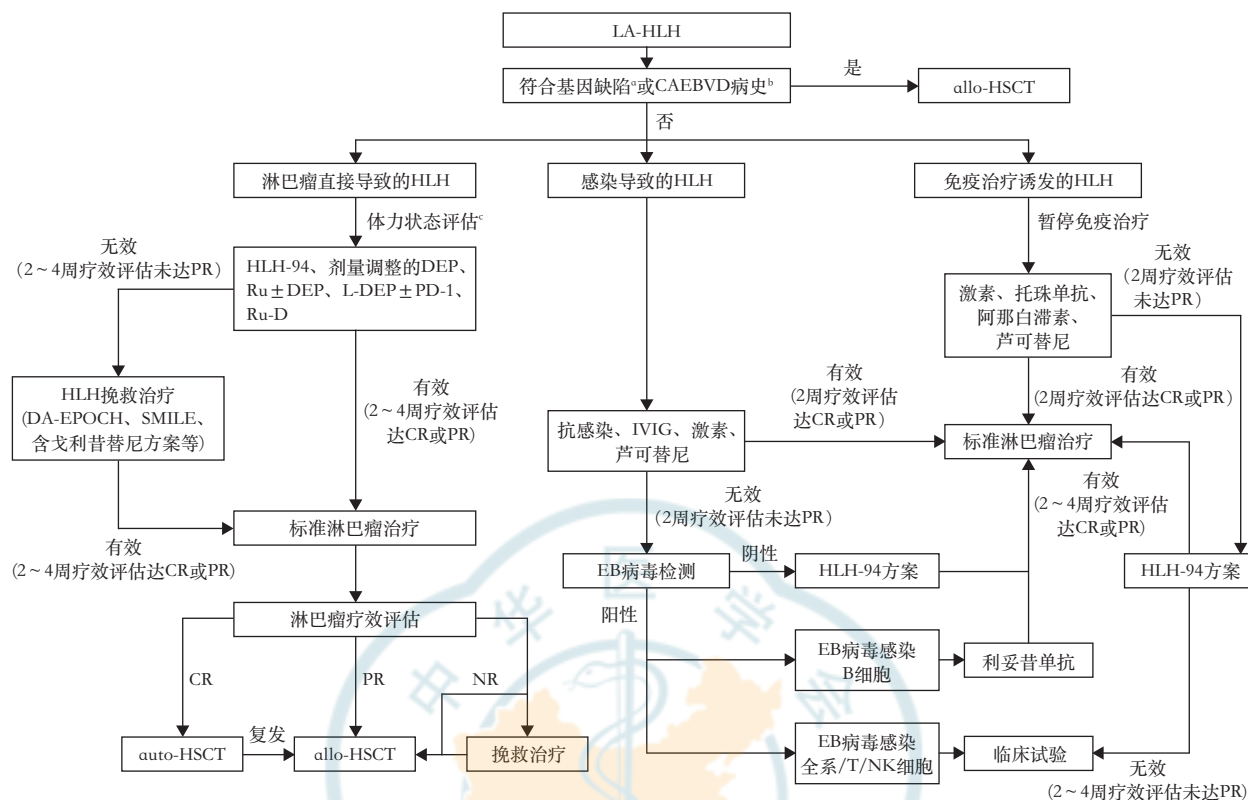 LA-HLH
符合基因缺陷ᵃ或CAEBVD病史ᵇ
是
allo-HSCT
否
淋巴瘤直接导致的HLH
感染导致的HLH
免疫治疗诱发的HLH
体力状态评估ᶜ
暂停免疫治疗
无效
(2~4周疗效评估未达PR)
HLH-94、剂量调整的DEP、
Ru±DEP、L-DEP±PD-1、
Ru-D
激素、托珠单抗、
阿那白滞素、
芦可替尼
无效
(2周疗效评估
未达PR)
HLH挽救治疗
(DA-EPOCH、SMILE、
含戈利昔替尼方案等)
有效
(2~4周疗效评估
达CR或PR)
抗感染、IVIG、激素、
芦可替尼
有效
(2周疗效评估
达CR或PR)
有效
(2周疗效评估达CR或PR)
标准淋巴瘤治疗
有效
(2~4周疗效评估达CR或PR)
标准淋巴瘤治疗
无效
(2周疗效评估未达PR)
有效
(2~4周疗效评估
达CR或PR)
EB病毒检测
阴性
HLH-94方案
HLH-94方案
阳性
淋巴瘤疗效评估
EB病毒感染
B细胞
利妥昔单抗
CR
PR
NR
auto-HSCT
复发
allo-HSCT
挽救治疗
EB病毒感染
全系/T/NK细胞
临床试验
无效
(2~4周疗效评估未达PR)
中华医学会